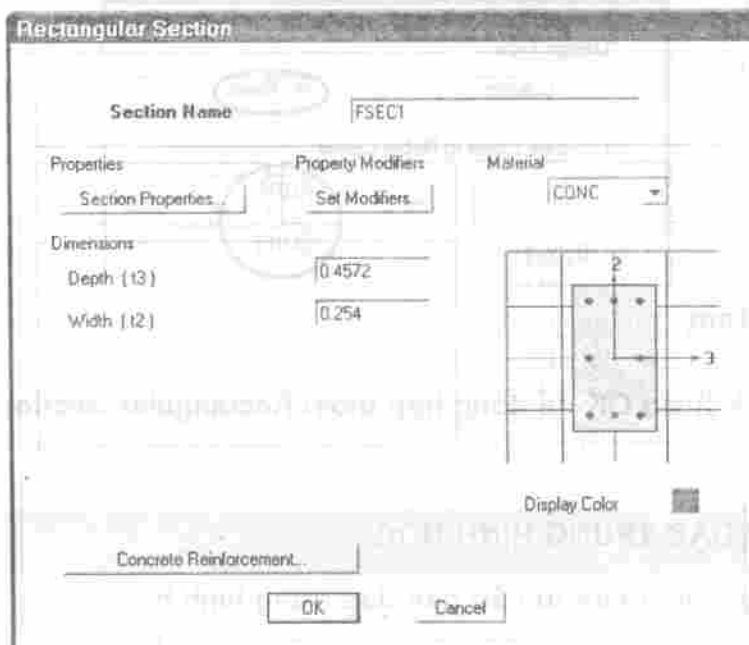 Rectangular Section
Section Name FSEC1
Properties Property Modifiers Material
Section Properties... Set Modifiers... CONC
Dimensions
Depth (t3) 0.4572
Width (t2) 0.254
2
3
Display Color
Concrete Reinforcement...
OK Cancel